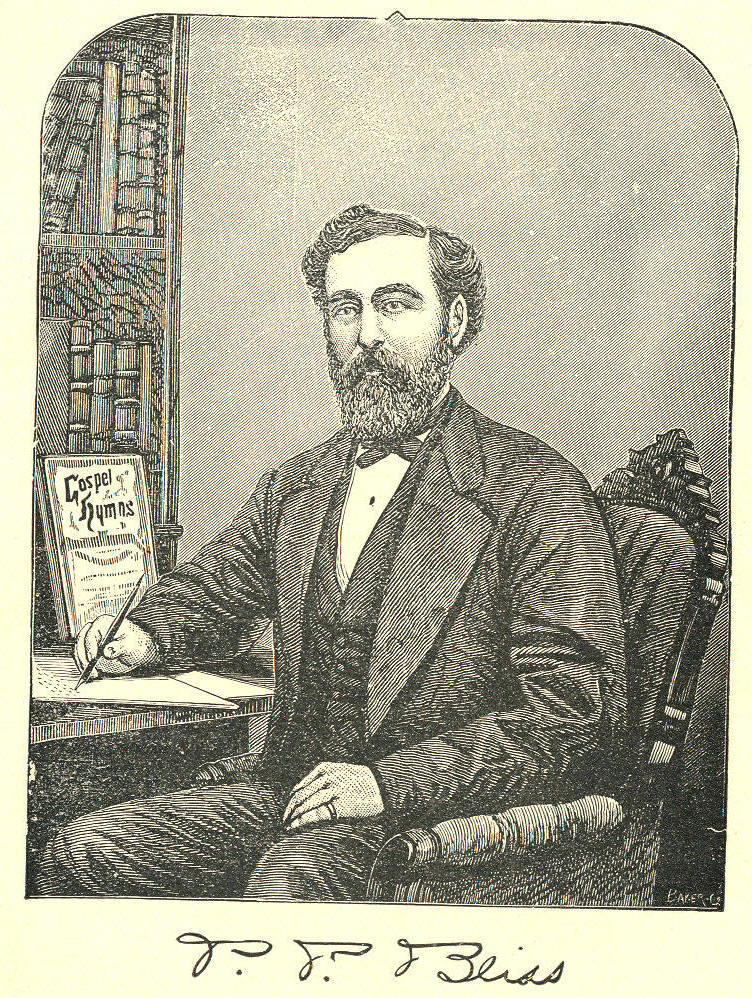 Gospel
Hymns
BAKER-Co
P. P. Bliss